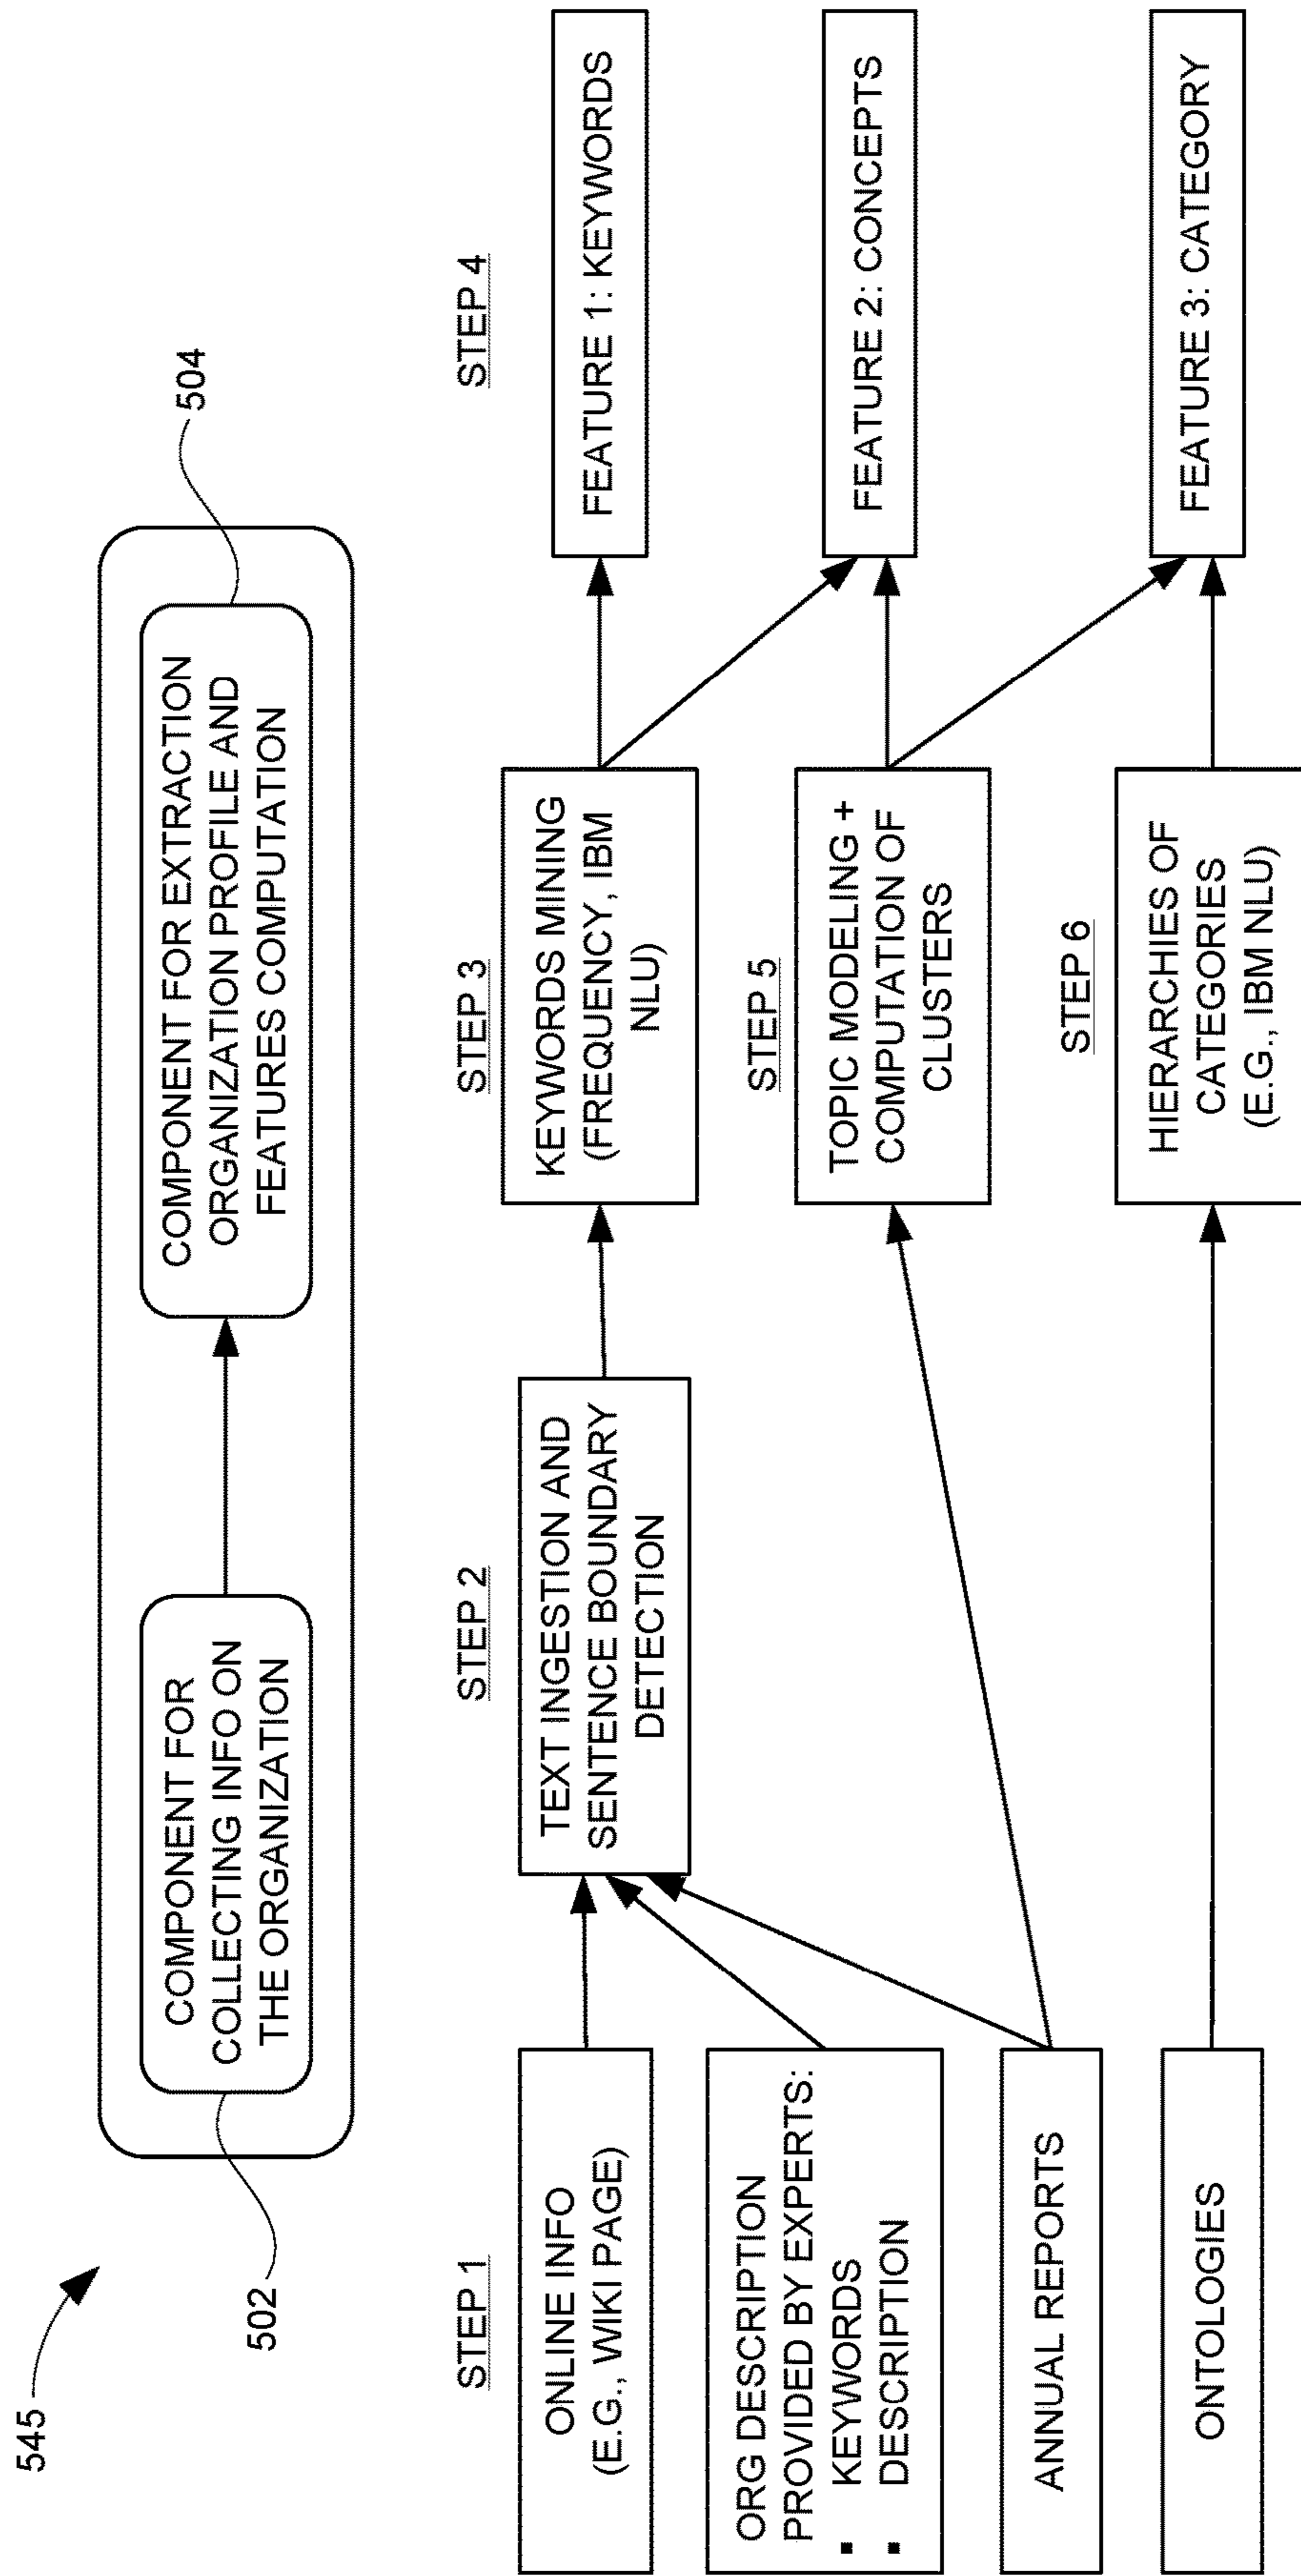 545
502
COMPONENT FOR
COLLECTING INFO ON
THE ORGANIZATION
COMPONENT FOR EXTRACTION
ORGANIZATION PROFILE AND
FEATURES COMPUTATION
504
STEP 1
ONLINE INFO
(E.G., WIKI PAGE)
ORG DESCRIPTION
PROVIDED BY EXPERTS:
▪ KEYWORDS
▪ DESCRIPTION
ANNUAL REPORTS
ONTOLOGIES
STEP 2
TEXT INGESTION AND
SENTENCE BOUNDARY
DETECTION
STEP 3
KEYWORDS MINING
(FREQUENCY, IBM
NLU)
STEP 5
TOPIC MODELING +
COMPUTATION OF
CLUSTERS
STEP 6
HIERARCHIES OF
CATEGORIES
(E.G., IBM NLU)
STEP 4
FEATURE 1: KEYWORDS
FEATURE 2: CONCEPTS
FEATURE 3: CATEGORY